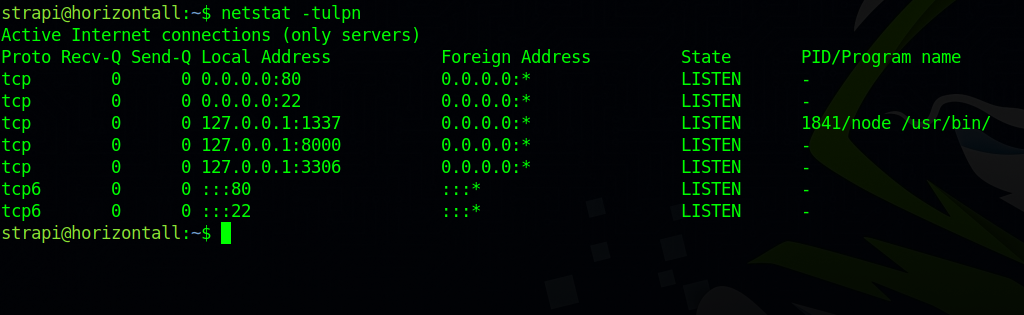 strapi@horizontall:~$ netstat -tulpn
Active Internet connections (only servers)
Proto Recv-Q Send-Q Local Address           Foreign Address         State       PID/Program name
tcp        0      0 0.0.0.0:80              0.0.0.0:*               LISTEN      -
tcp        0      0 0.0.0.0:22              0.0.0.0:*               LISTEN      -
tcp        0      0 127.0.0.1:1337          0.0.0.0:*               LISTEN      1841/node /usr/bin/
tcp        0      0 127.0.0.1:8000          0.0.0.0:*               LISTEN      -
tcp        0      0 127.0.0.1:3306          0.0.0.0:*               LISTEN      -
tcp6       0      0 :::80                   :::*                    LISTEN      -
tcp6       0      0 :::22                   :::*                    LISTEN      -
strapi@horizontall:~$